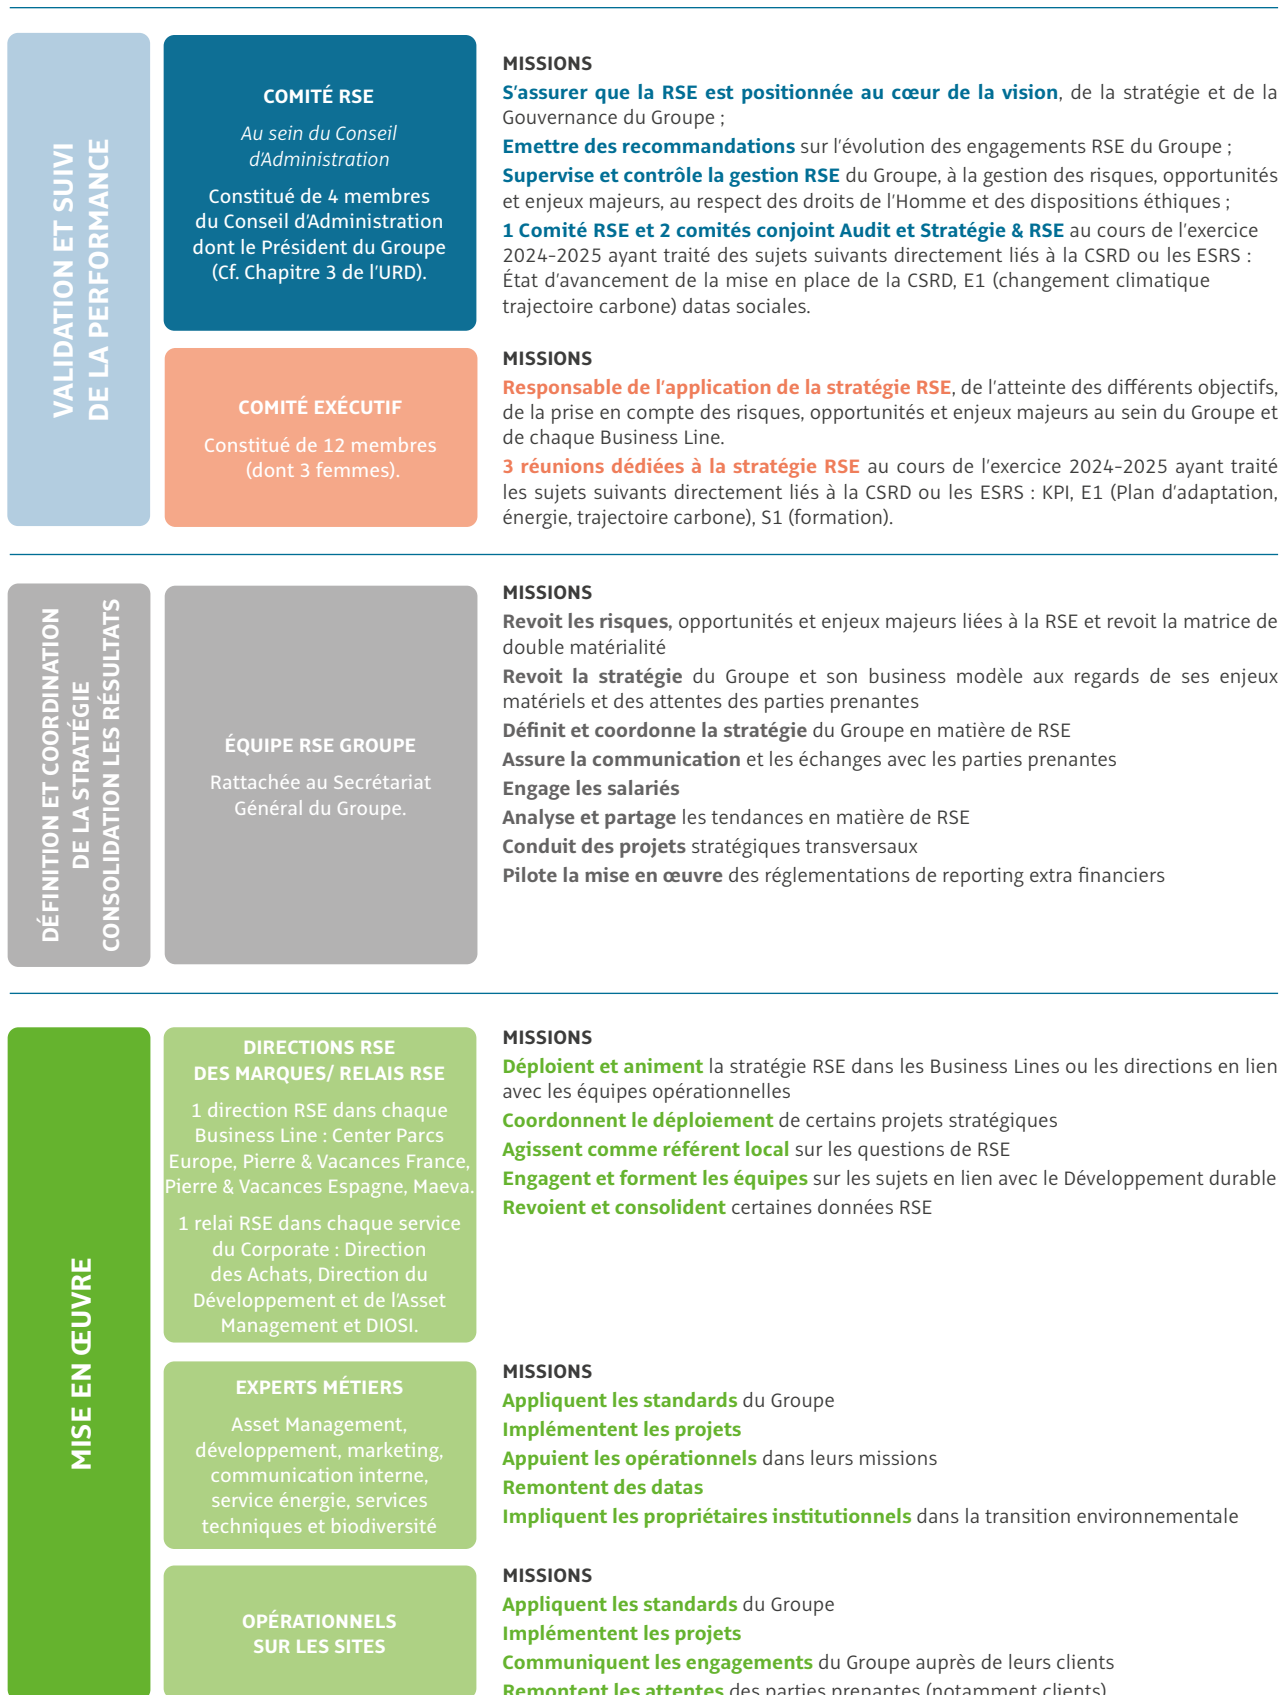 VALIDATION ET SUIVI
DE LA PERFORMANCE
COMITÉ RSE
Au sein du Conseil
d'Administration
Constitué de 4 membres
du Conseil d'Administration
dont le Président du Groupe
(Cf. Chapitre 3 de l'URD).
MISSIONS
S'assurer que la RSE est positionnée au cœur de la vision, de la stratégie et de la
Gouvernance du Groupe ;
Emettre des recommandations sur l'évolution des engagements RSE du Groupe ;
Supervise et contrôle la gestion RSE du Groupe, à la gestion des risques, opportunités
et enjeux majeurs, au respect des droits de l'Homme et des dispositions éthiques ;
1 Comité RSE et 2 comités conjoint Audit et Stratégie & RSE au cours de l'exercice
2024-2025 ayant traité des sujets suivants directement liés à la CSRD ou les ESRS :
État d'avancement de la mise en place de la CSRD, E1 (changement climatique
trajectoire carbone) datas sociales.
COMITÉ EXÉCUTIF
Constitué de 12 membres
(dont 3 femmes).
MISSIONS
Responsable de l'application de la stratégie RSE, de l'atteinte des différents objectifs,
de la prise en compte des risques, opportunités et enjeux majeurs au sein du Groupe et
de chaque Business Line.
3 réunions dédiées à la stratégie RSE au cours de l'exercice 2024-2025 ayant traité
les sujets suivants directement liés à la CSRD ou les ESRS : KPI, E1 (Plan d'adaptation,
énergie, trajectoire carbone), S1 (formation).
DÉFINITION ET COORDINATION
DE LA STRATÉGIE
CONSOLIDATION LES RÉSULTATS
ÉQUIPE RSE GROUPE
Rattachée au Secrétariat
Général du Groupe.
MISSIONS
Revoit les risques, opportunités et enjeux majeurs liées à la RSE et revoit la matrice de
double matérialité
Revoit la stratégie du Groupe et son business modèle aux regards de ses enjeux
matériels et des attentes des parties prenantes
Définit et coordonne la stratégie du Groupe en matière de RSE
Assure la communication et les échanges avec les parties prenantes
Engage les salariés
Analyse et partage les tendances en matière de RSE
Conduit des projets stratégiques transversaux
Pilote la mise en œuvre des réglementations de reporting extra financiers
MISE EN ŒUVRE
DIRECTIONS RSE
DES MARQUES/ RELAIS RSE
1 direction RSE dans chaque
Business Line : Center Parcs
Europe, Pierre & Vacances France,
Pierre & Vacances Espagne, Maeva.
1 relai RSE dans chaque service
du Corporate : Direction
des Achats, Direction du
Développement et de l'Asset
Management et DIOSI.
MISSIONS
Déploient et animent la stratégie RSE dans les Business Lines ou les directions en lien
avec les équipes opérationnelles
Coordonnent le déploiement de certains projets stratégiques
Agissent comme référent local sur les questions de RSE
Engagent et forment les équipes sur les sujets en lien avec le Développement durable
Revoient et consolident certaines données RSE
EXPERTS MÉTIERS
Asset Management,
développement, marketing,
communication interne,
service énergie, services
techniques et biodiversité
MISSIONS
Appliquent les standards du Groupe
Implémentent les projets
Appuient les opérationnels dans leurs missions
Remontent des datas
Impliquent les propriétaires institutionnels dans la transition environnementale
OPÉRATIONNELS
SUR LES SITES
MISSIONS
Appliquent les standards du Groupe
Implémentent les projets
Communiquent les engagements du Groupe auprès de leurs clients
Remontent les attentes des parties prenantes (notamment clients)